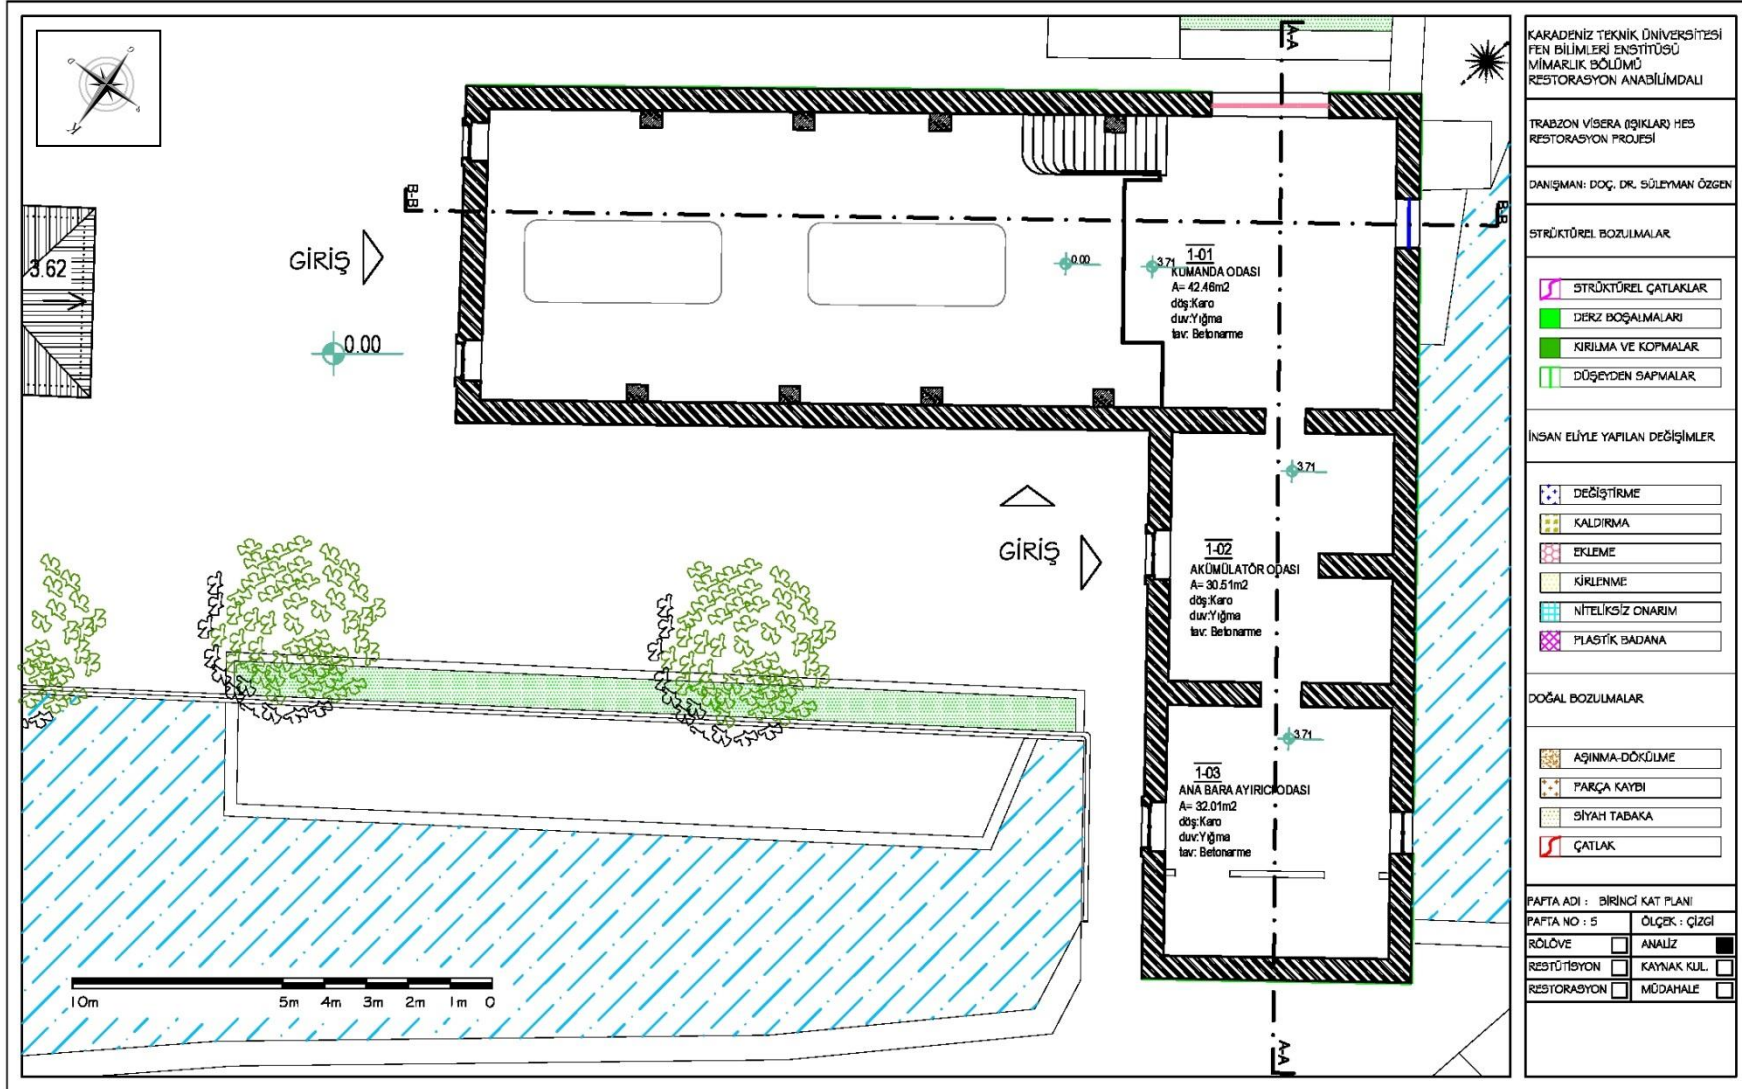 KARADENİZ TEKNİK ÜNİVERSİTESİ
FEN BİLİMLERİ ENSTİTÜSÜ
MİMARLIK BÖLÜMÜ
RESTORASYON ANABİLİMDALI
TRABZON VİSERA (IŞIKLAR) HES
RESTORASYON PROJESİ
DANIŞMAN: DOÇ. DR. SÜLEYMAN ÖZGEN
STRÜKTÜREL BOZULMALAR
STRÜKTÜREL ÇATLAKLAR
DERZ BOŞALMALARI
KIRILMA VE KOPMALAR
DÜŞEYDEN SAPMALAR
İNSAN ELİYLE YAPILAN DEĞİŞİMLER
DEĞİŞTİRME
KALDIRMA
EKLEME
KİRLENME
NİTELİKSİZ ONARIM
PLASTİK BADANA
DOĞAL BOZULMALAR
AŞINMA-DÖKÜLME
PARÇA KAYBI
SİYAH TABAKA
ÇATLAK
PAFTA ADI : BİRİNCİ KAT PLANI
PAFTA NO : 5 ÖLÇEK : ÇİZGİ
RÖLÖVE ANALİZ
RESTÜTİSYON KAYNAK KUL.
RESTORASYON MÜDAHALE
K
A-A
B-B
B-B
3.62
GİRİŞ
0.00
0.00
3.71
1-01
KUMANDA ODASI
A= 42.46m2
döş:Karo
duv:Yığma
tav: Betonarme
3.71
GİRİŞ
1-02
AKÜMÜLATÖR ODASI
A= 30.51m2
döş:Karo
duv:Yığma
tav: Betonarme
3.71
1-03
ANA BARA AYIRICI ODASI
A= 32.01m2
döş:Karo
duv:Yığma
tav: Betonarme
10m 5m 4m 3m 2m 1m 0
A-A